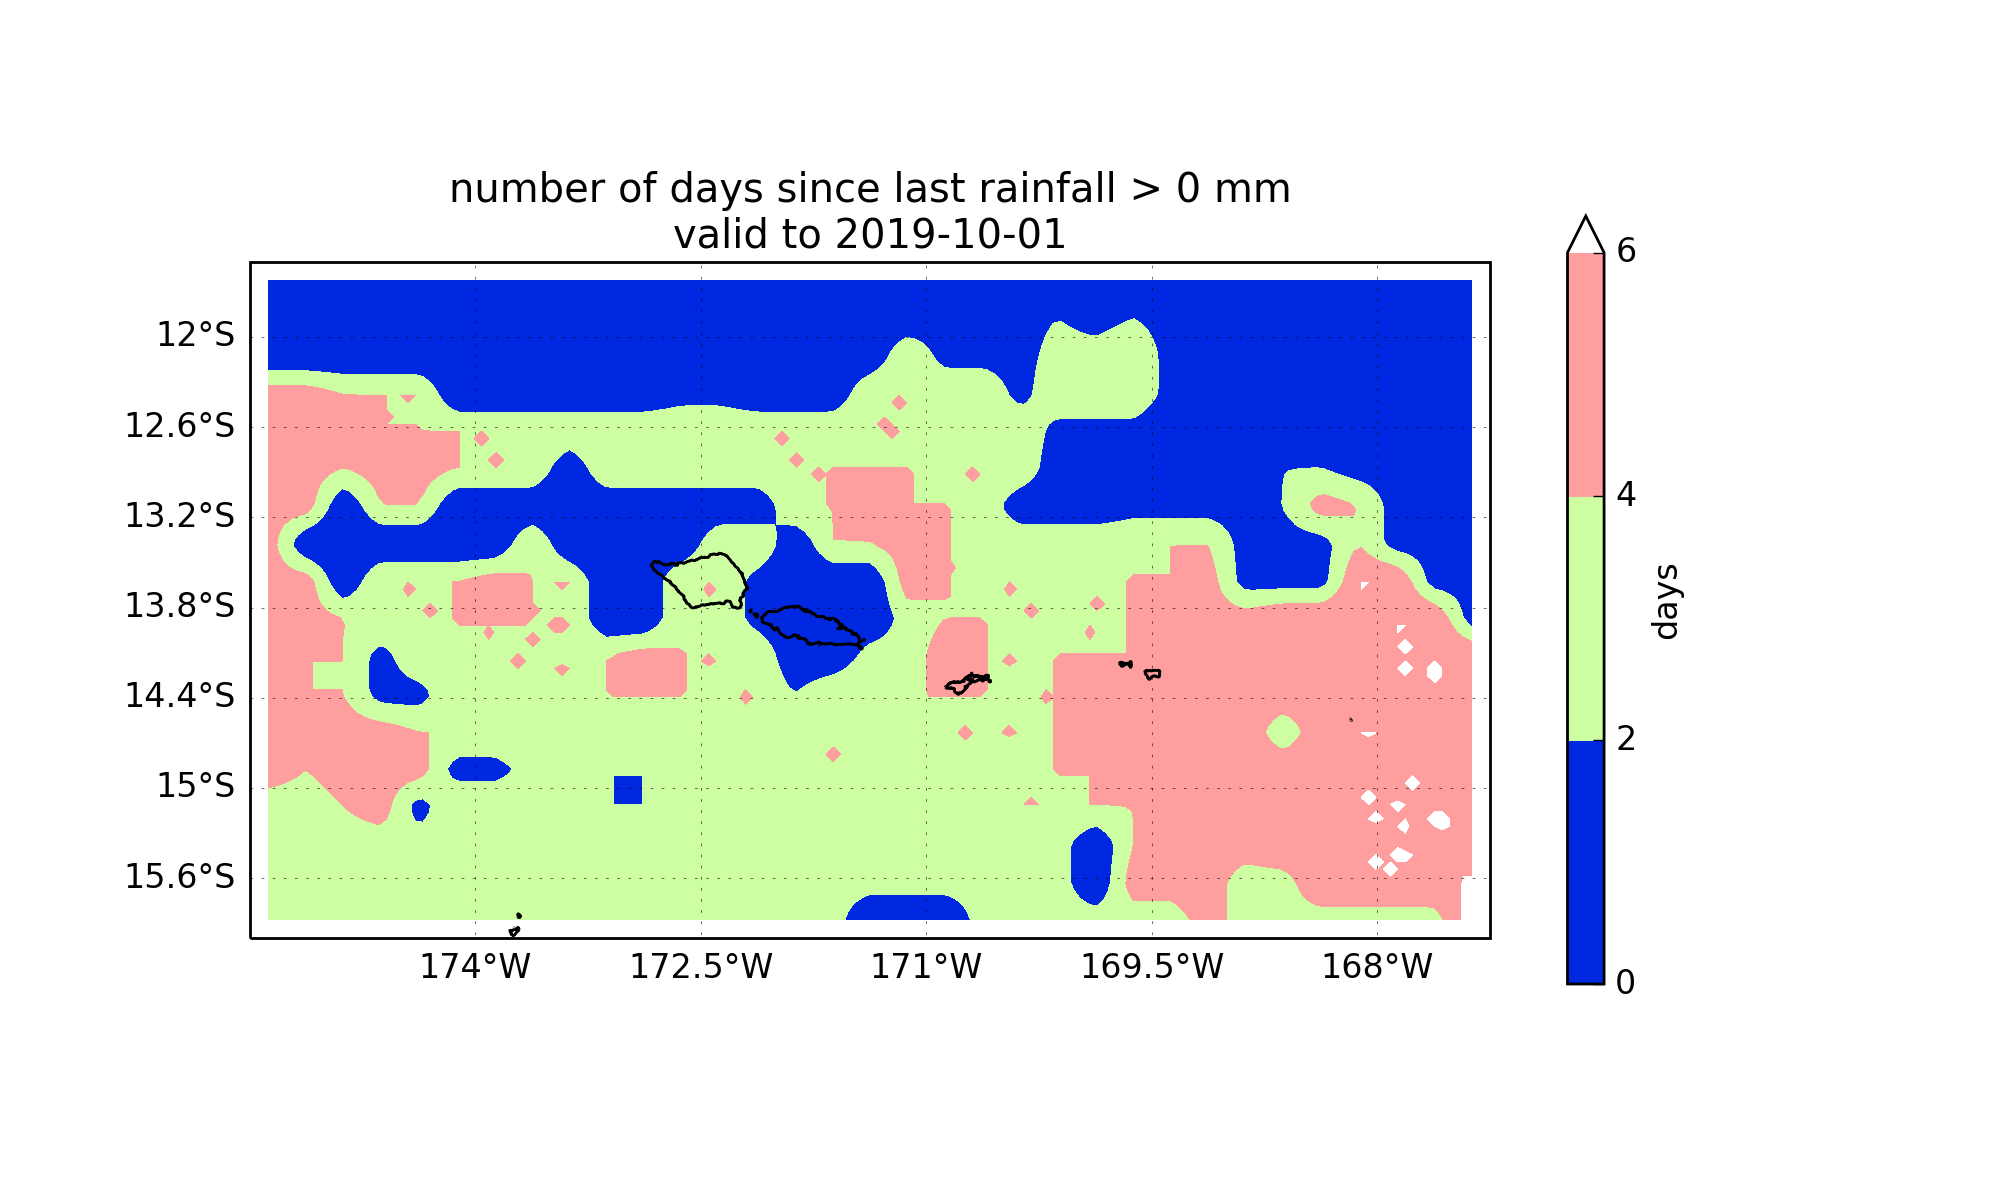 number of days since last rainfall > 0 mm
valid to 2019-10-01
12°S
12.6°S
13.2°S
13.8°S
14.4°S
15°S
15.6°S
174°W 172.5°W 171°W 169.5°W 168°W
6
4
2
0
days